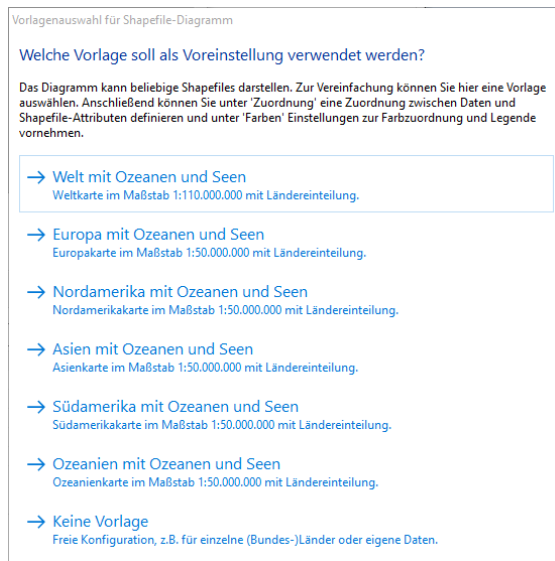 Vorlagenauswahl für Shapefile-Diagramm
Welche Vorlage soll als Voreinstellung verwendet werden?
Das Diagramm kann beliebige Shapefiles darstellen. Zur Vereinfachung können Sie hier eine Vorlage
auswählen. Anschließend können Sie unter 'Zuordnung' eine Zuordnung zwischen Daten und
Shapefile-Attributen definieren und unter 'Farben' Einstellungen zur Farbzuordnung und Legende
vornehmen.
Welt mit Ozeanen und Seen
Weltkarte im Maßstab 1:110.000.000 mit Ländereinteilung.
Europa mit Ozeanen und Seen
Europakarte im Maßstab 1:50.000.000 mit Ländereinteilung.
Nordamerika mit Ozeanen und Seen
Nordamerikakarte im Maßstab 1:50.000.000 mit Ländereinteilung.
Asien mit Ozeanen und Seen
Asienkarte im Maßstab 1:50.000.000 mit Ländereinteilung.
Südamerika mit Ozeanen und Seen
Südamerikakarte im Maßstab 1:50.000.000 mit Ländereinteilung.
Ozeanien mit Ozeanen und Seen
Ozeanienkarte im Maßstab 1:50.000.000 mit Ländereinteilung.
Keine Vorlage
Freie Konfiguration, z.B. für einzelne (Bundes-)Länder oder eigene Daten.